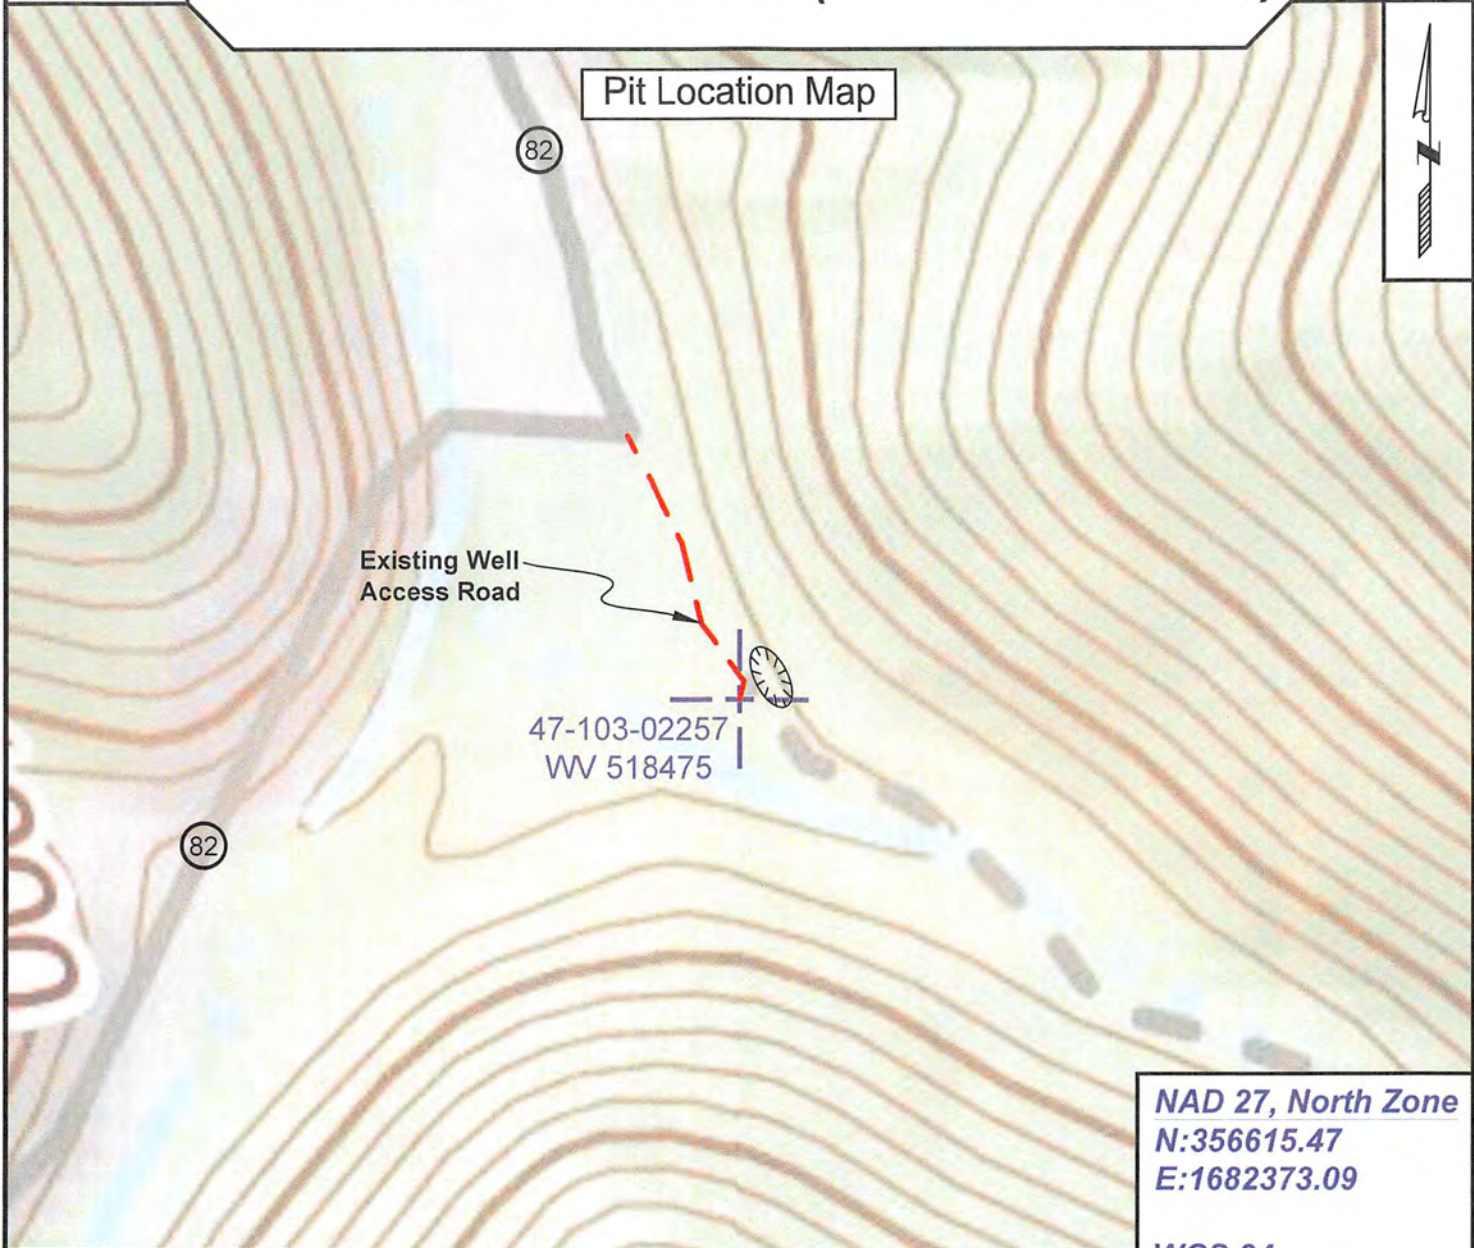 Pit Location Map
N
82
Existing Well
Access Road
47-103-02257
WV 518475
82
NAD 27, North Zone
N:356615.47
E:1682373.09